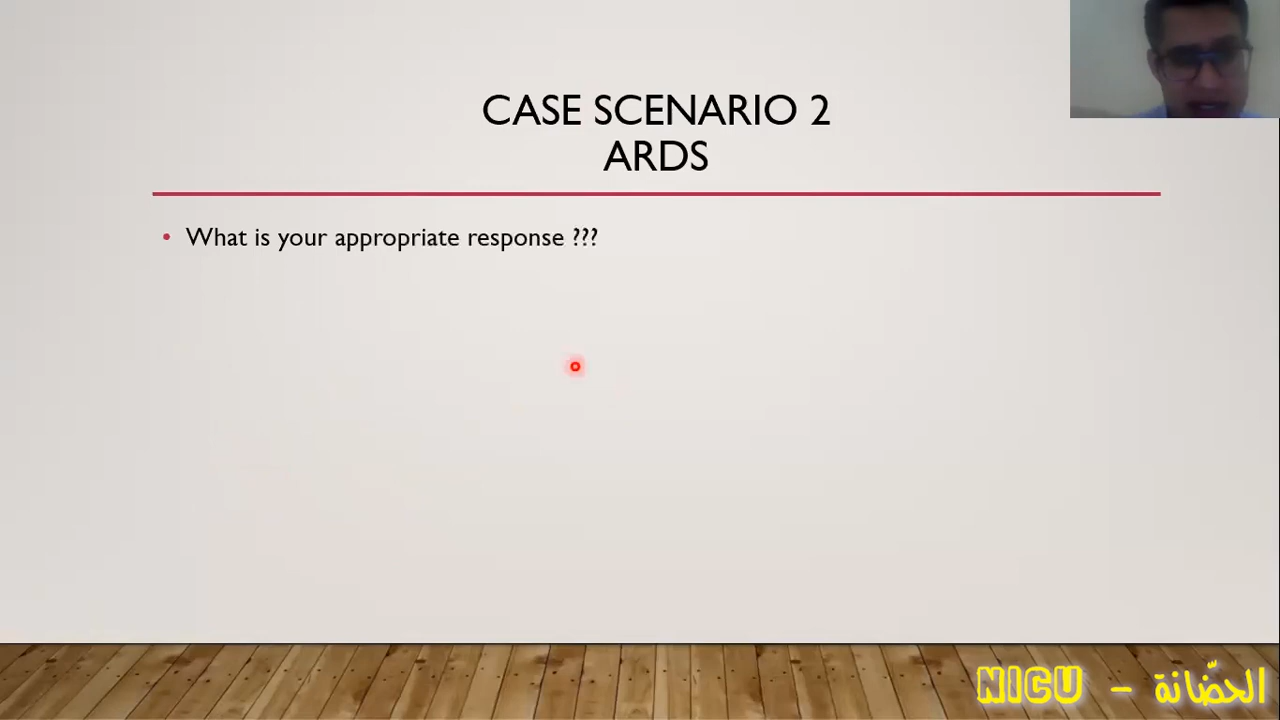 CASE SCENARIO 2
ARDS
• What is your appropriate response ???
NICU - الحضّانة